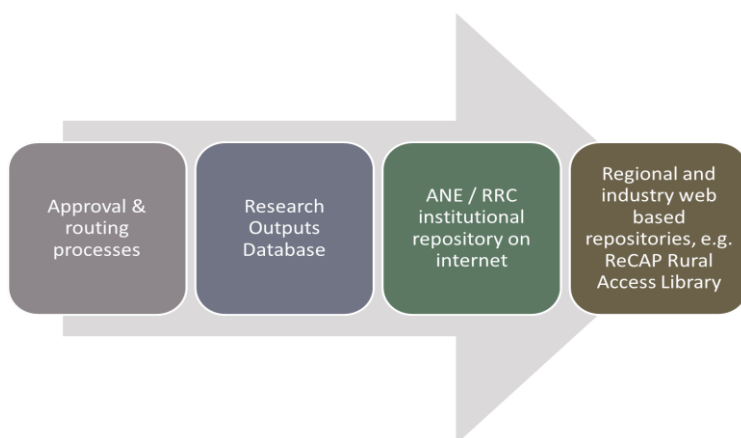 Approval &
routing
processes
Research
Outputs
Database
ANE / RRC
institutional
repository on
internet
Regional and
industry web
based
repositories, e.g.
ReCAP Rural
Access Library